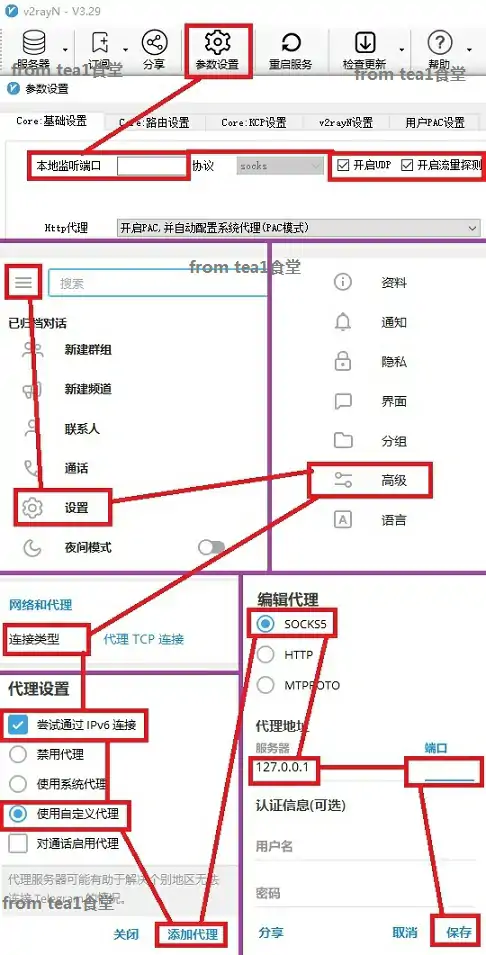 v2rayN - V3.29
服务器 订阅 分享 参数设置 重启服务 检查更新 帮助
from tea1食堂 from tea1食堂
参数设置
Core:基础设置 Core:路由设置 Core:KCP设置 v2rayN设置 用户PAC设置
本地监听端口 协议 socks 开启UDP 开启流量探测
Http代理 开启PAC,并自动配置系统代理(PAC模式)
from tea1食堂
搜索
已归档对话
新建群组
新建频道
联系人
通话
设置
夜间模式
资料
通知
隐私
界面
分组
高级
A 语言
网络和代理
连接类型 代理 TCP 连接
代理设置
尝试通过 IPv6 连接
禁用代理
使用系统代理
使用自定义代理
对通话启用代理
代理服务器可能有助于解决个别地区无法
连接 Telegram 的情况。
from tea1食堂
关闭 添加代理
编辑代理
SOCKS5
HTTP
MTPROTO
代理地址
服务器 端口
127.0.0.1
认证信息(可选)
用户名
密码
分享 取消 保存